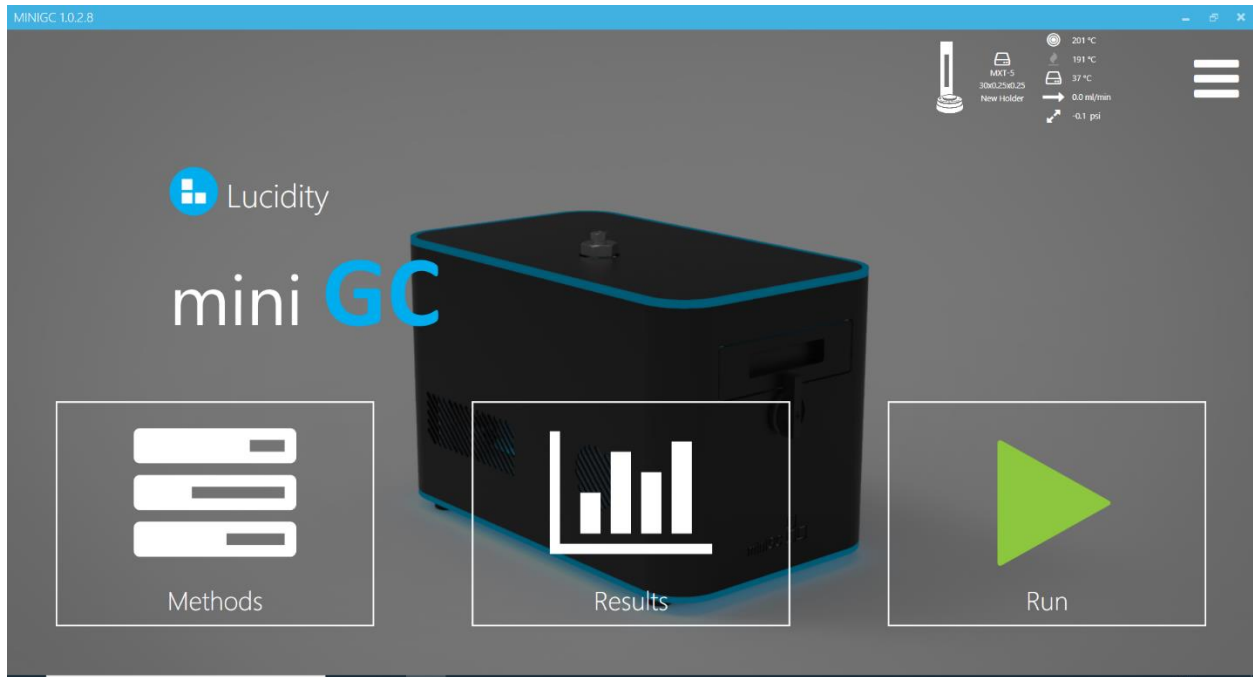 MINIGC 1.0.2.8
201 °C
191 °C
MXT-5
37 °C
30x0.25x0.25
New Holder
0.0 ml/min
-0.1 psi
Lucidity
mini GC
Methods
Results
Run